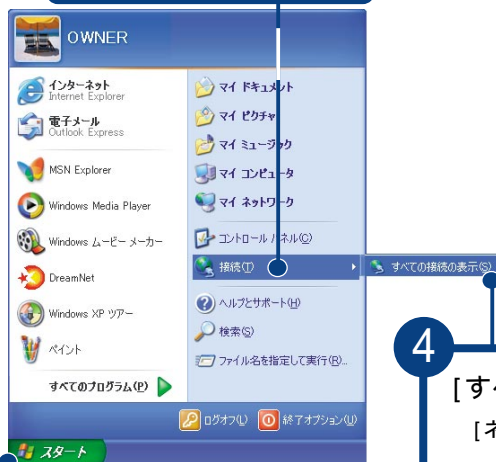 OWNER
インターネット
Internet Explorer
電子メール
Outlook Express
MSN Explorer
Windows Media Player
Windows ムービー メーカー
DreamNet
Windows XP ツアー
ペイント
すべてのプログラム(P)
マイ ドキュメント
マイ ピクチャ
マイ ミュージック
マイ コンピュータ
マイ ネットワーク
コントロール パネル(C)
接続(T)
すべての接続の表示(S)
ヘルプとサポート(H)
検索(S)
ファイル名を指定して実行(R)...
ログオフ(L) 終了オプション(U)
スタート
4
[す
[ネ